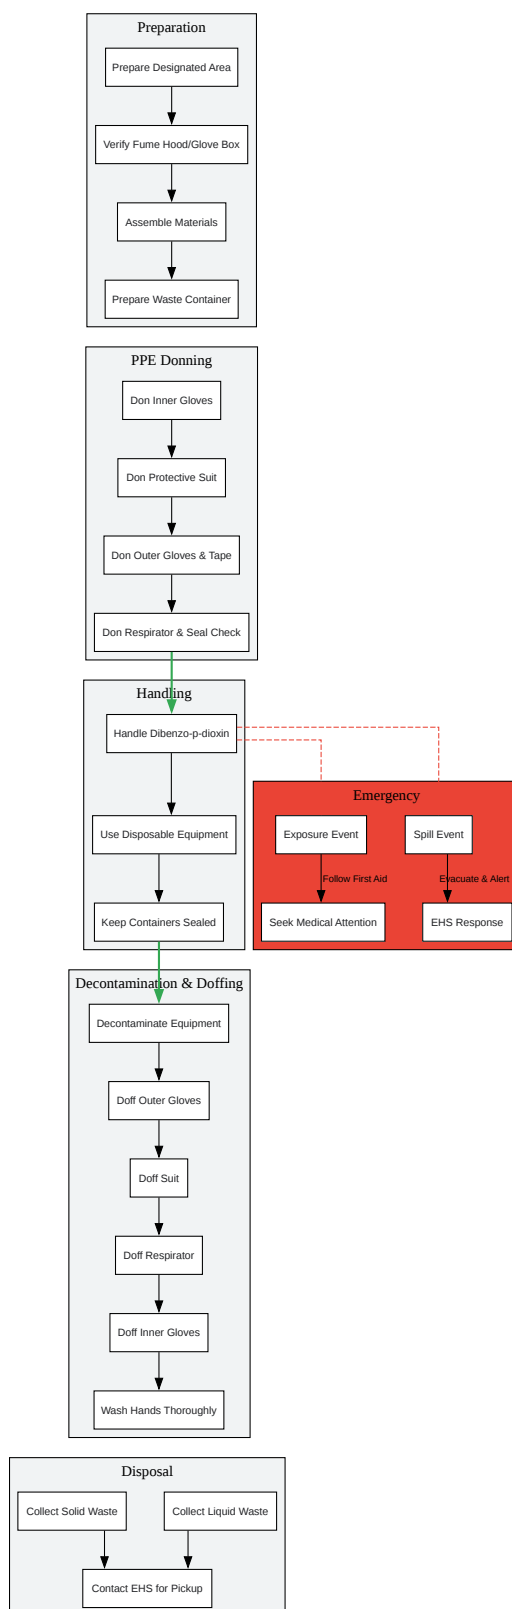 Preparation
Prepare Designated Area
Verify Fume Hood/Glove Box
Assemble Materials
Prepare Waste Container
PPE Donning
Don Inner Gloves
Don Protective Suit
Don Outer Gloves & Tape
Don Respirator & Seal Check
Handling
Handle Dibenzo-p-dioxin
Use Disposable Equipment
Keep Containers Sealed
Emergency
Exposure Event
Spill Event
Follow First Aid
Evacuate & Alert
Seek Medical Attention
EHS Response
Decontamination & Doffing
Decontaminate Equipment
Doff Outer Gloves
Doff Suit
Doff Respirator
Doff Inner Gloves
Wash Hands Thoroughly
Disposal
Collect Solid Waste
Collect Liquid Waste
Contact EHS for Pickup